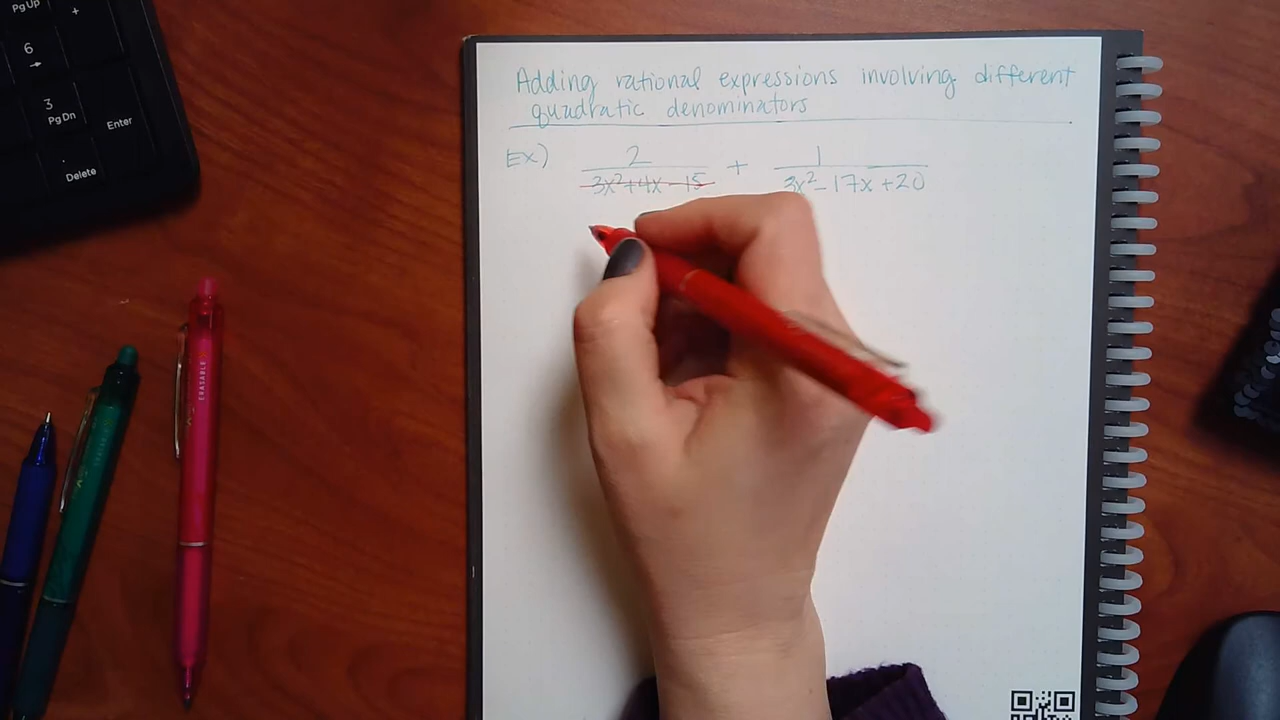 PgUp
+
6
→
3
PgDn
Enter
.
Delete
ERASABLE
Adding rational expressions involving different
quadratic denominators
Ex) 2/(3x²+4x-15) + 1/(3x²-17x+20)